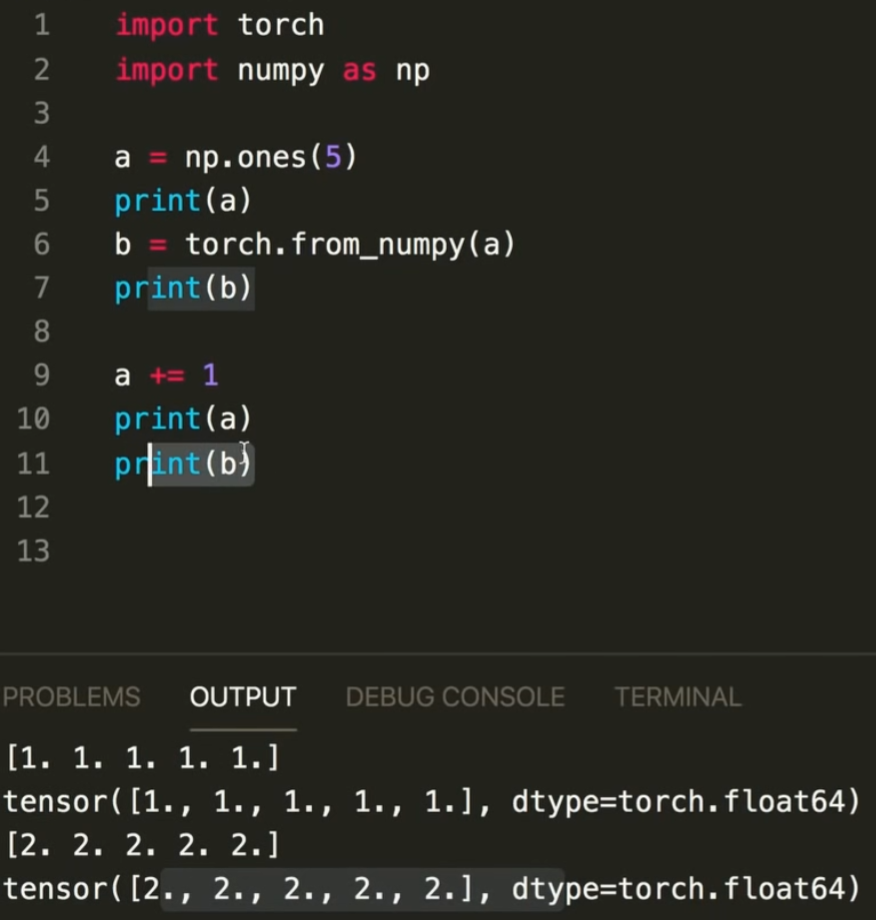 1 import torch
2 import numpy as np
3
4 a = np.ones(5)
5 print(a)
6 b = torch.from_numpy(a)
7 print(b)
8
9 a += 1
10 print(a)
11 print(b)
12
13
PROBLEMS OUTPUT DEBUG CONSOLE TERMINAL
[1. 1. 1. 1. 1.]
tensor([1., 1., 1., 1., 1.], dtype=torch.float64)
[2. 2. 2. 2. 2.]
tensor([2., 2., 2., 2., 2.], dtype=torch.float64)